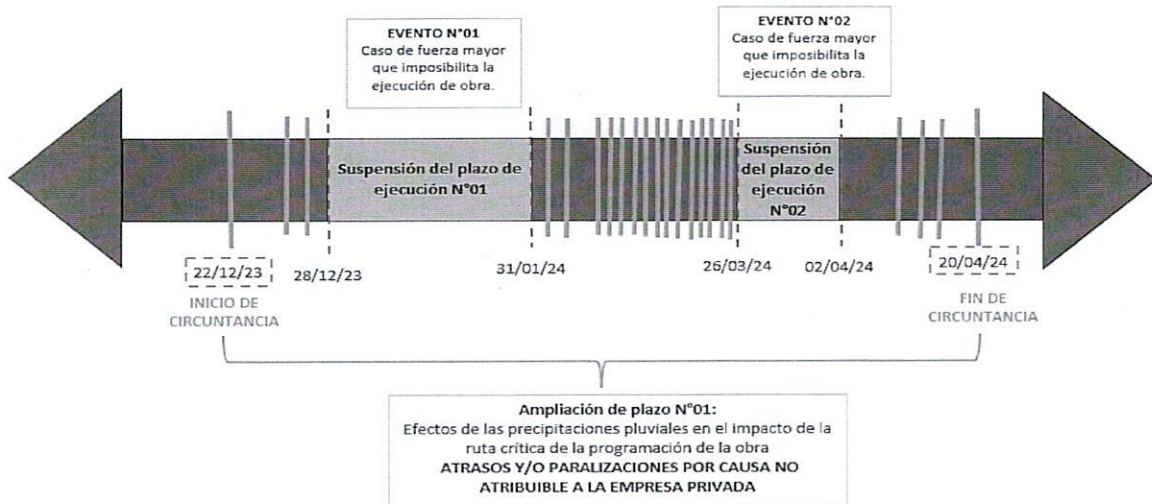 EVENTO N°01
Caso de fuerza mayor
que imposibilita la
ejecución de obra.
EVENTO N°02
Caso de fuerza mayor
que imposibilita la
ejecución de obra.
Suspensión del plazo de
ejecución N°01
Suspensión
del plazo de
ejecución
N°02
22/12/23
28/12/23
31/01/24
26/03/24
02/04/24
20/04/24
INICIO DE
CIRCUNTANCIA
FIN DE
CIRCUNTANCIA
Ampliación de plazo N°01:
Efectos de las precipitaciones pluviales en el impacto de la
ruta crítica de la programación de la obra
ATRASOS Y/O PARALIZACIONES POR CAUSA NO
ATRIBUIBLE A LA EMPRESA PRIVADA